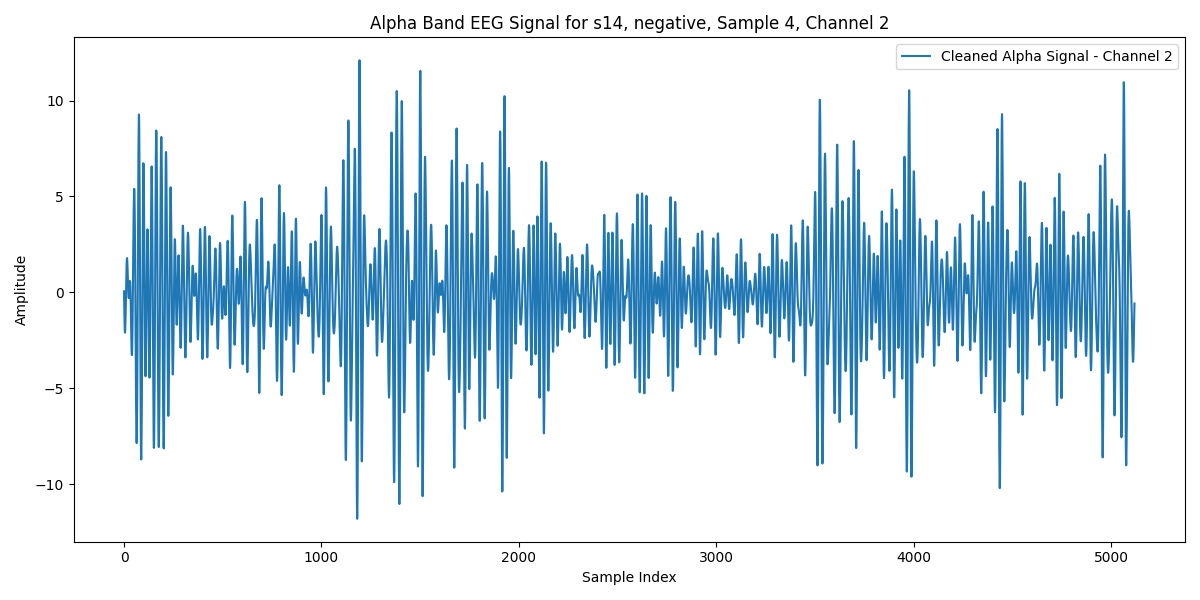 Alpha Band EEG Signal for s14, negative, Sample 4, Channel 2
Cleaned Alpha Signal - Channel 2
Amplitude
10
5
0
−5
−10
0
1000
2000
3000
4000
5000
Sample Index